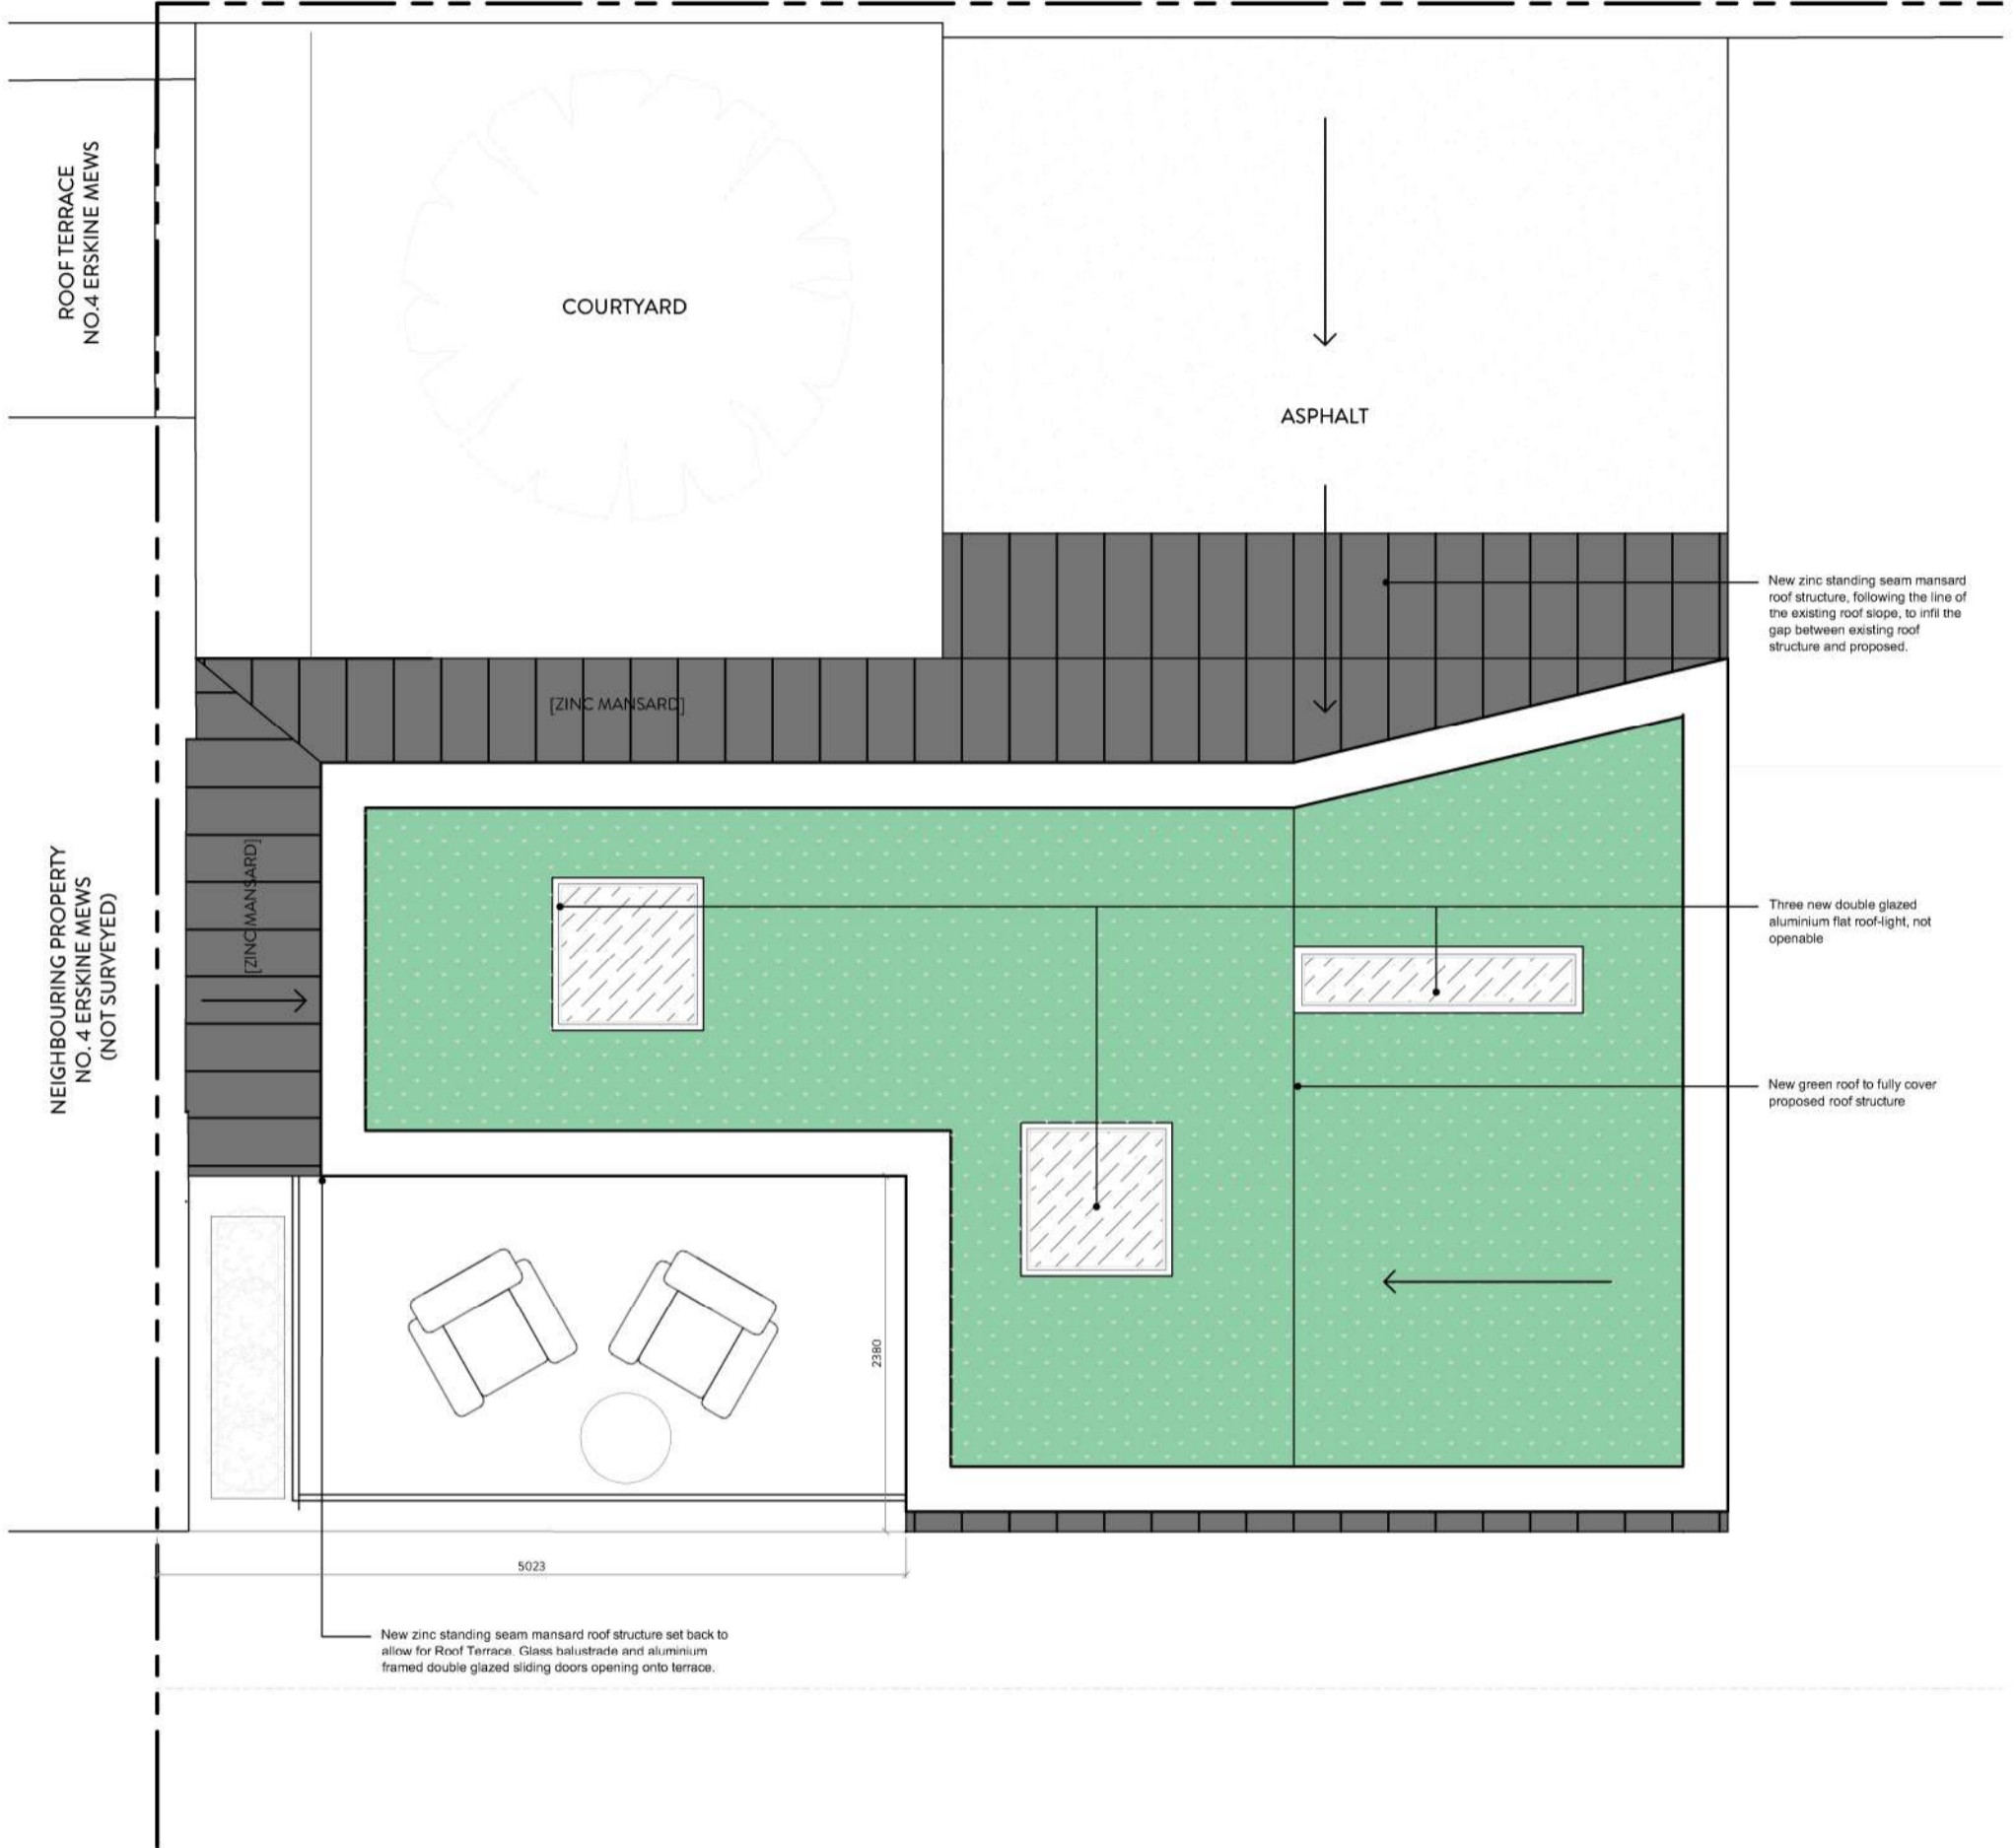 ROOF TERRACE
NO.4 ERSKINE MEWS
COURTYARD
ASPHALT
New zinc standing seam mansard
roof structure, following the line of
the existing roof slope, to infil the
gap between existing roof
structure and proposed.
[ZINC MANSARD]
[ZINC MANSARD]
NEIGHBOURING PROPERTY
NO. 4 ERSKINE MEWS
(NOT SURVEYED)
Three new double glazed
aluminium flat roof-light, not
openable
New green roof to fully cover
proposed roof structure
2380
5023
New zinc standing seam mansard roof structure set back to
allow for Roof Terrace. Glass balustrade and aluminium
framed double glazed sliding doors opening onto terrace.